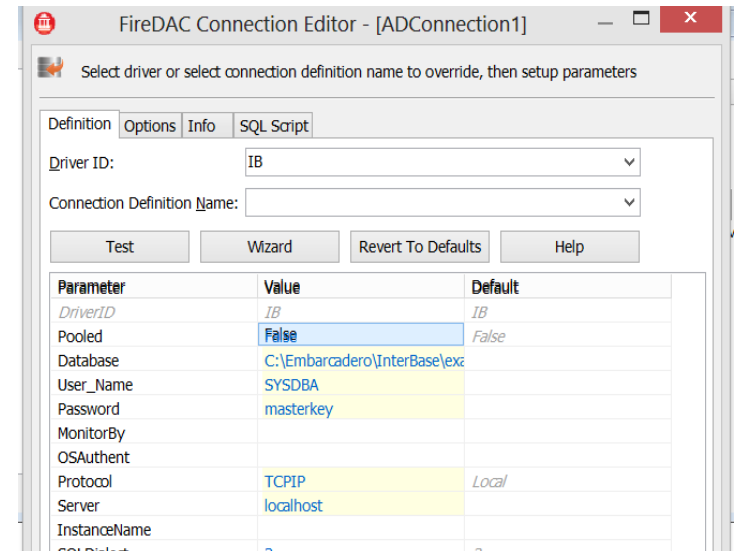 FireDAC Connection Editor - [ADConnection1]
Select driver or select connection definition name to override, then setup parameters
Definition Options Info SQL Script
Driver ID: IB
Connection Definition Name:
Test Wizard Revert To Defaults Help
Parameter Value Default
DriverID IB IB
Pooled False False
Database C:\Embarcadero\InterBase\exa
User_Name SYSDBA
Password masterkey
MonitorBy
OSAuthent
Protocol TCPIP Local
Server localhost
InstanceName